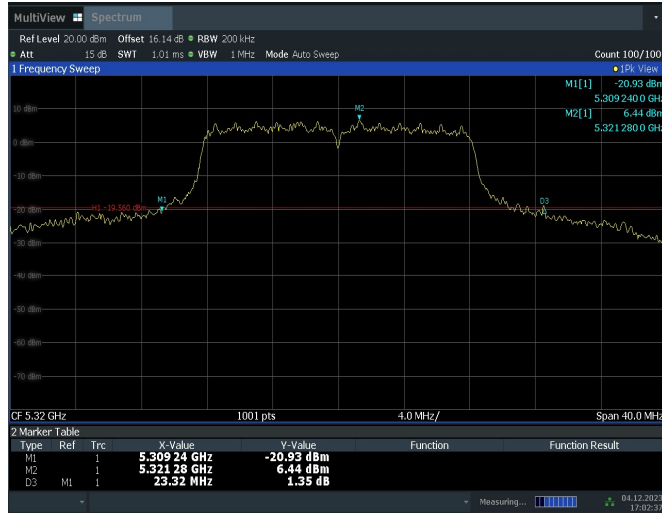 MultiView Spectrum
Ref Level 20.00 dBm Offset 16.14 dB RBW 200 kHz
Att 15 dB SWT 1.01 ms VBW 1 MHz Mode Auto Sweep Count 100/100
1 Frequency Sweep 1Pk View
M1[1] -20.93 dBm
5.309 240 0 GHz
M2[1] 6.44 dBm
5.321 280 0 GHz
10 dBm
M2
0 dBm
-10 dBm
M1
D3
-20 dBm
H1 -19.560 dBm
-30 dBm
-40 dBm
-50 dBm
-60 dBm
-70 dBm
CF 5.32 GHz 1001 pts 4.0 MHz/ Span 40.0 MHz
2 Marker Table
Type Ref Trc X-Value Y-Value Function Function Result
M1 1 5.309 24 GHz -20.93 dBm
M2 1 5.321 28 GHz 6.44 dBm
D3 M1 1 23.32 MHz 1.35 dB
Measuring... 04.12.2023
17:02:37